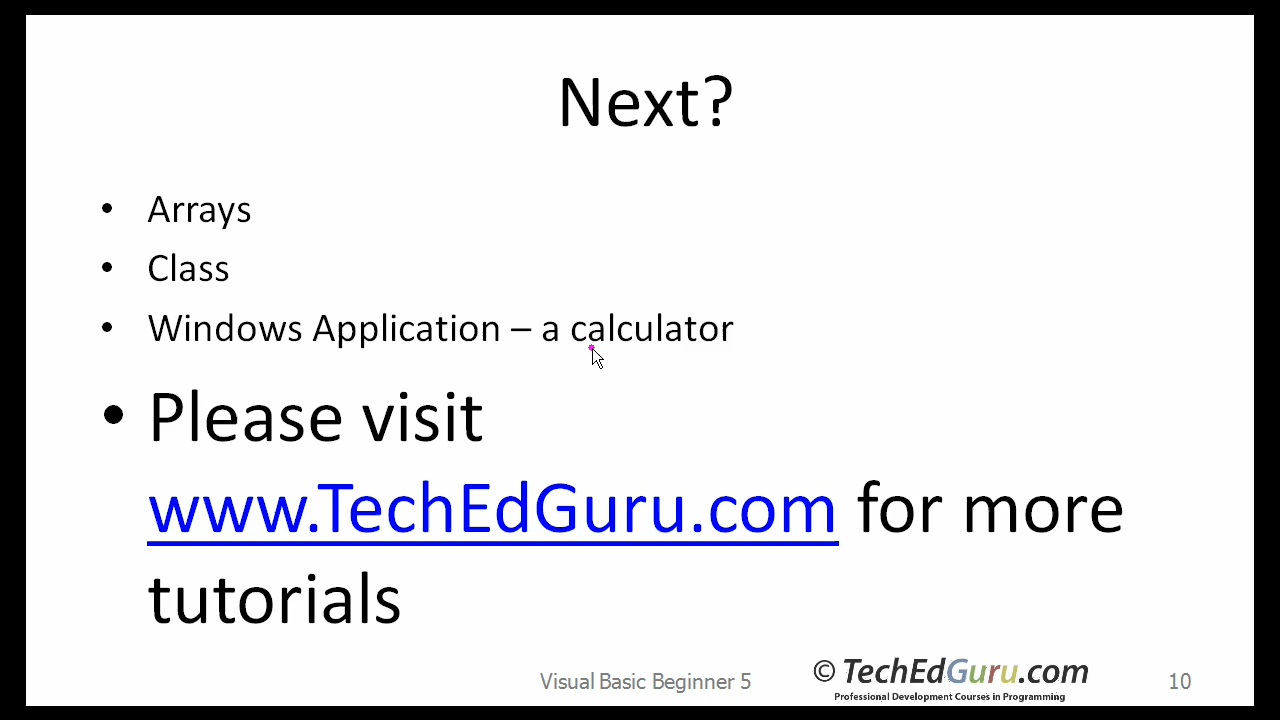 Next?
• Arrays
• Class
• Windows Application – a calculator
• Please visit
www.TechEdGuru.com for more
tutorials
Visual Basic Beginner 5
© TechEdGuru.com
Professional Development Courses in Programming
10